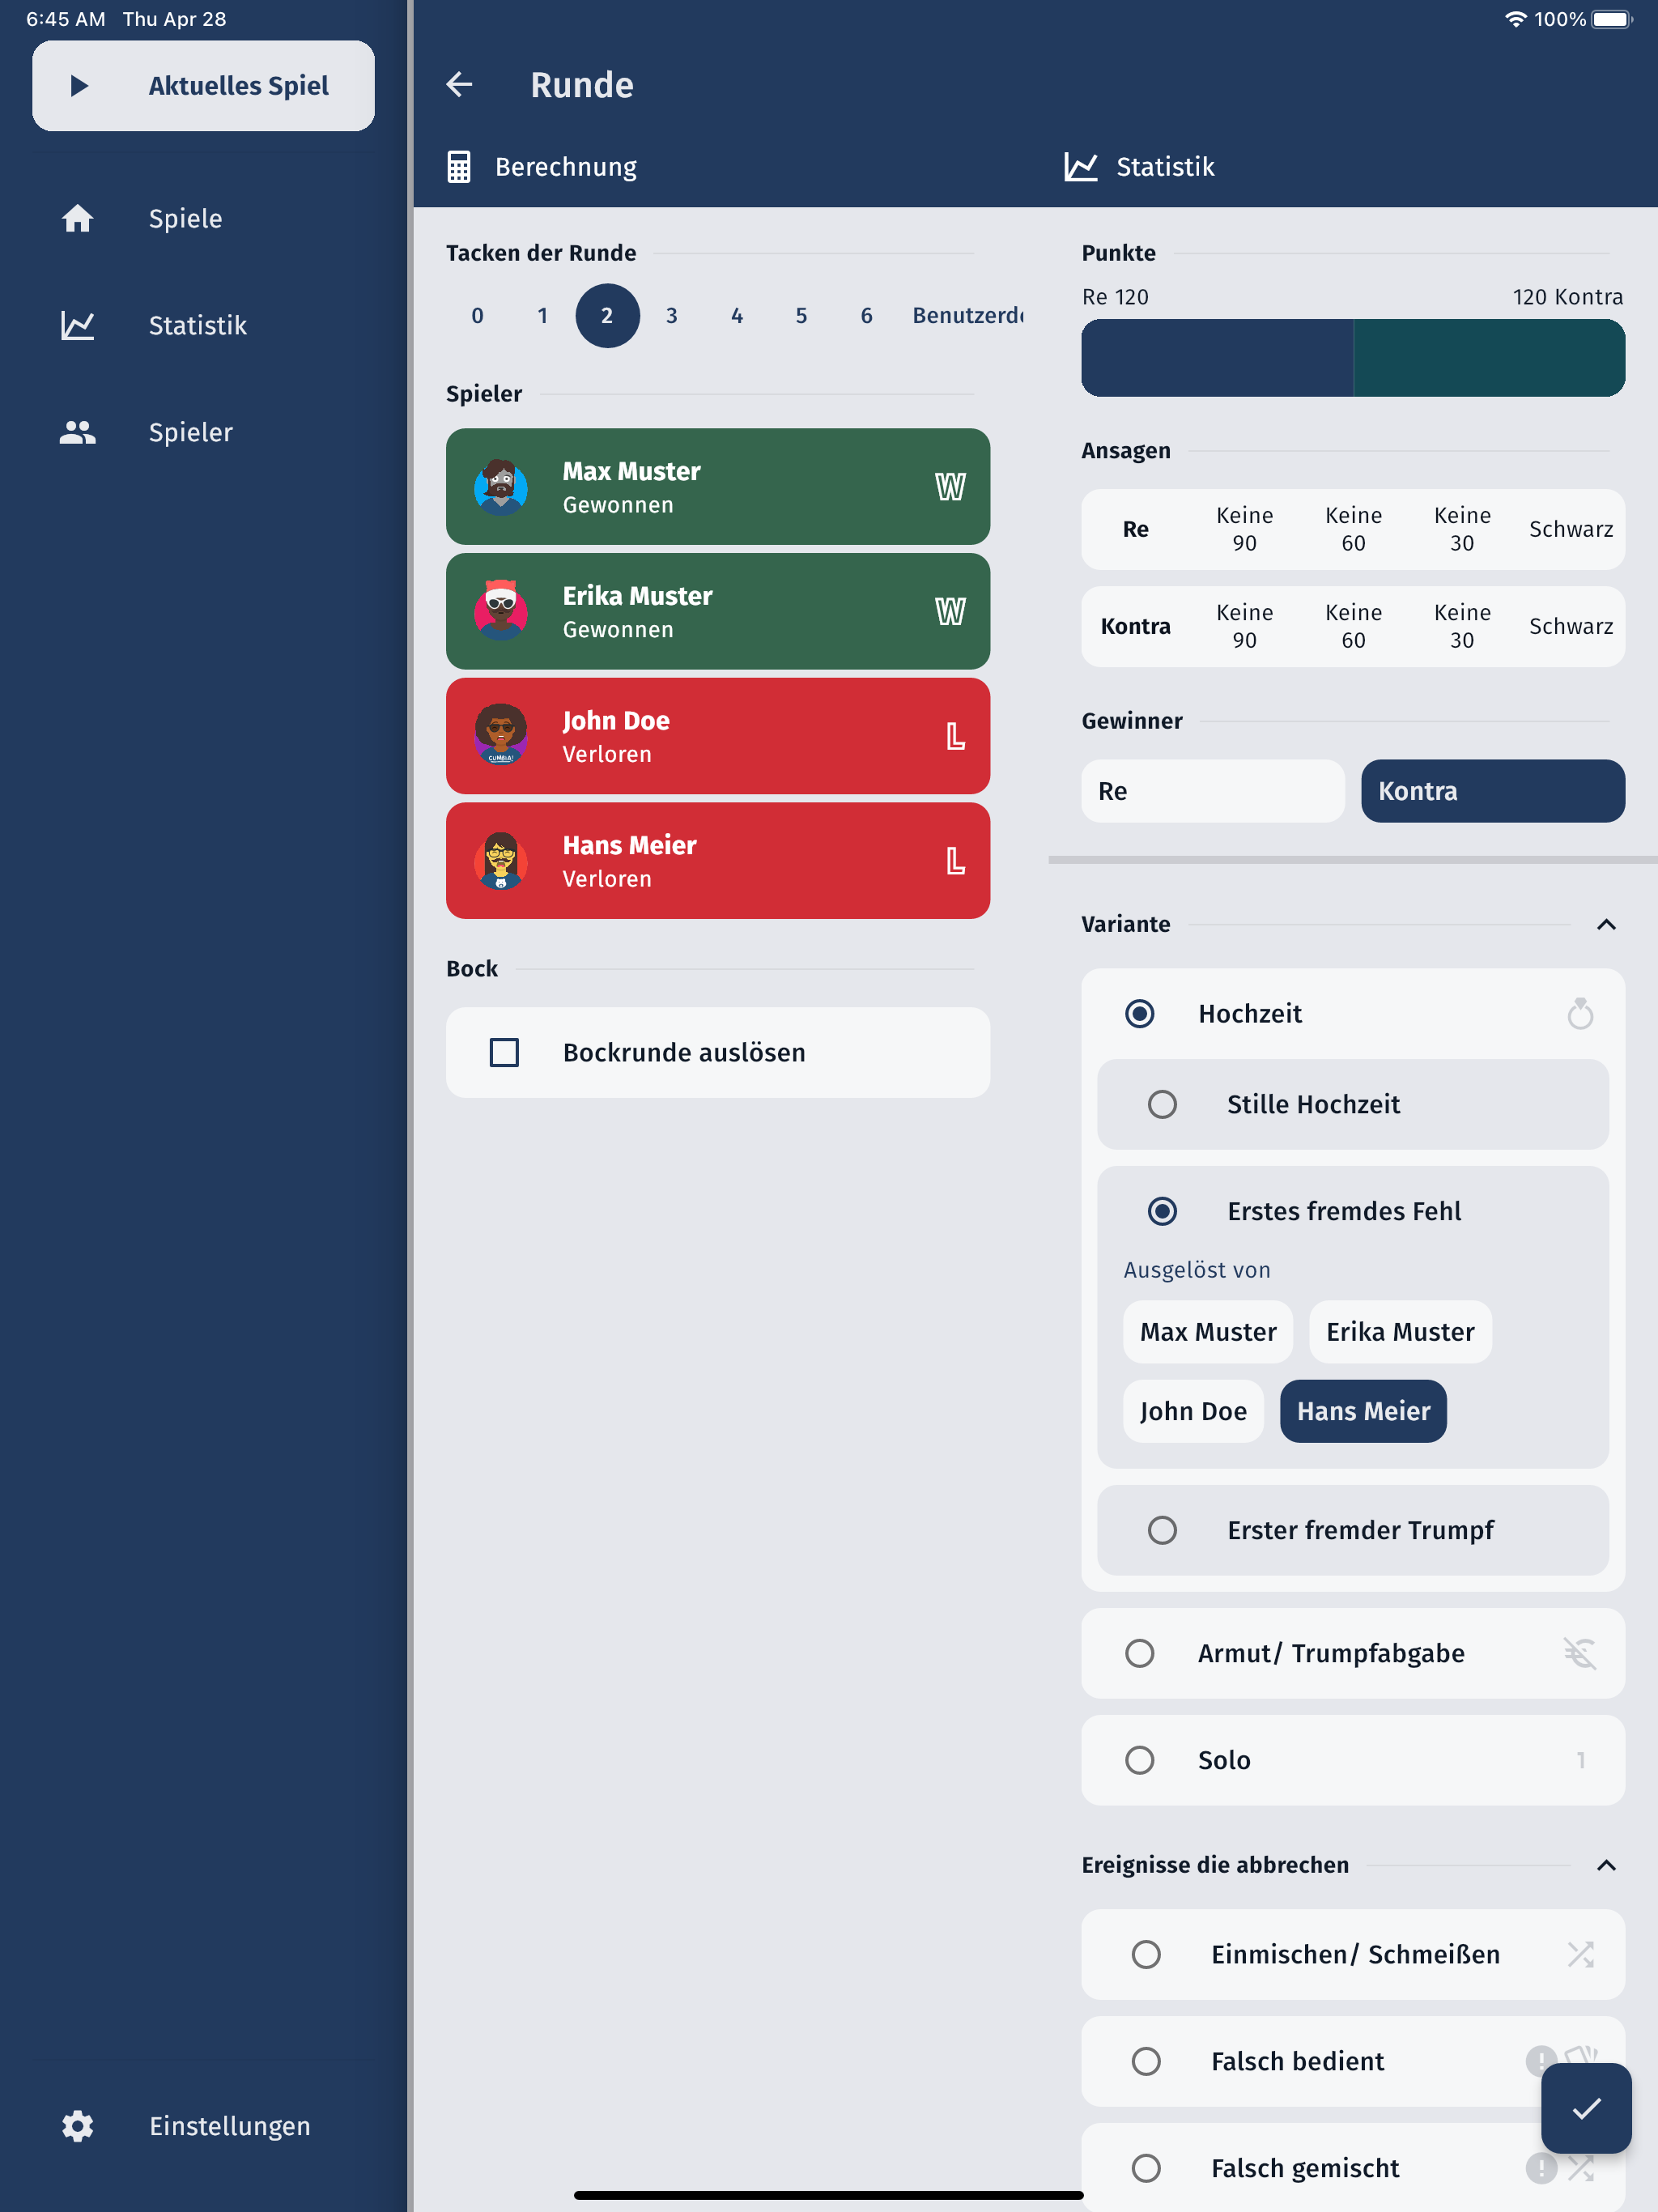 6:45 AM Thu Apr 28
100%
Aktuelles Spiel
Spiele
Statistik
Spieler
Einstellungen
Runde
Berechnung
Statistik
Tacken der Runde
0 1 2 3 4 5 6 Benutzerd
Spieler
Max Muster
Gewonnen
W
Erika Muster
Gewonnen
W
John Doe
Verloren
L
CUMBIA!
Hans Meier
Verloren
L
Bock
Bockrunde auslösen
Punkte
Re 120 120 Kontra
Ansagen
Re Keine 90 Keine 60 Keine 30 Schwarz
Kontra Keine 90 Keine 60 Keine 30 Schwarz
Gewinner
Re Kontra
Variante
Hochzeit
Stille Hochzeit
Erstes fremdes Fehl
Ausgelöst von
Max Muster Erika Muster
John Doe Hans Meier
Erster fremder Trumpf
Armut/ Trumpfabgabe
Solo 1
Ereignisse die abbrechen
Einmischen/ Schmeißen
Falsch bedient
Falsch gemischt